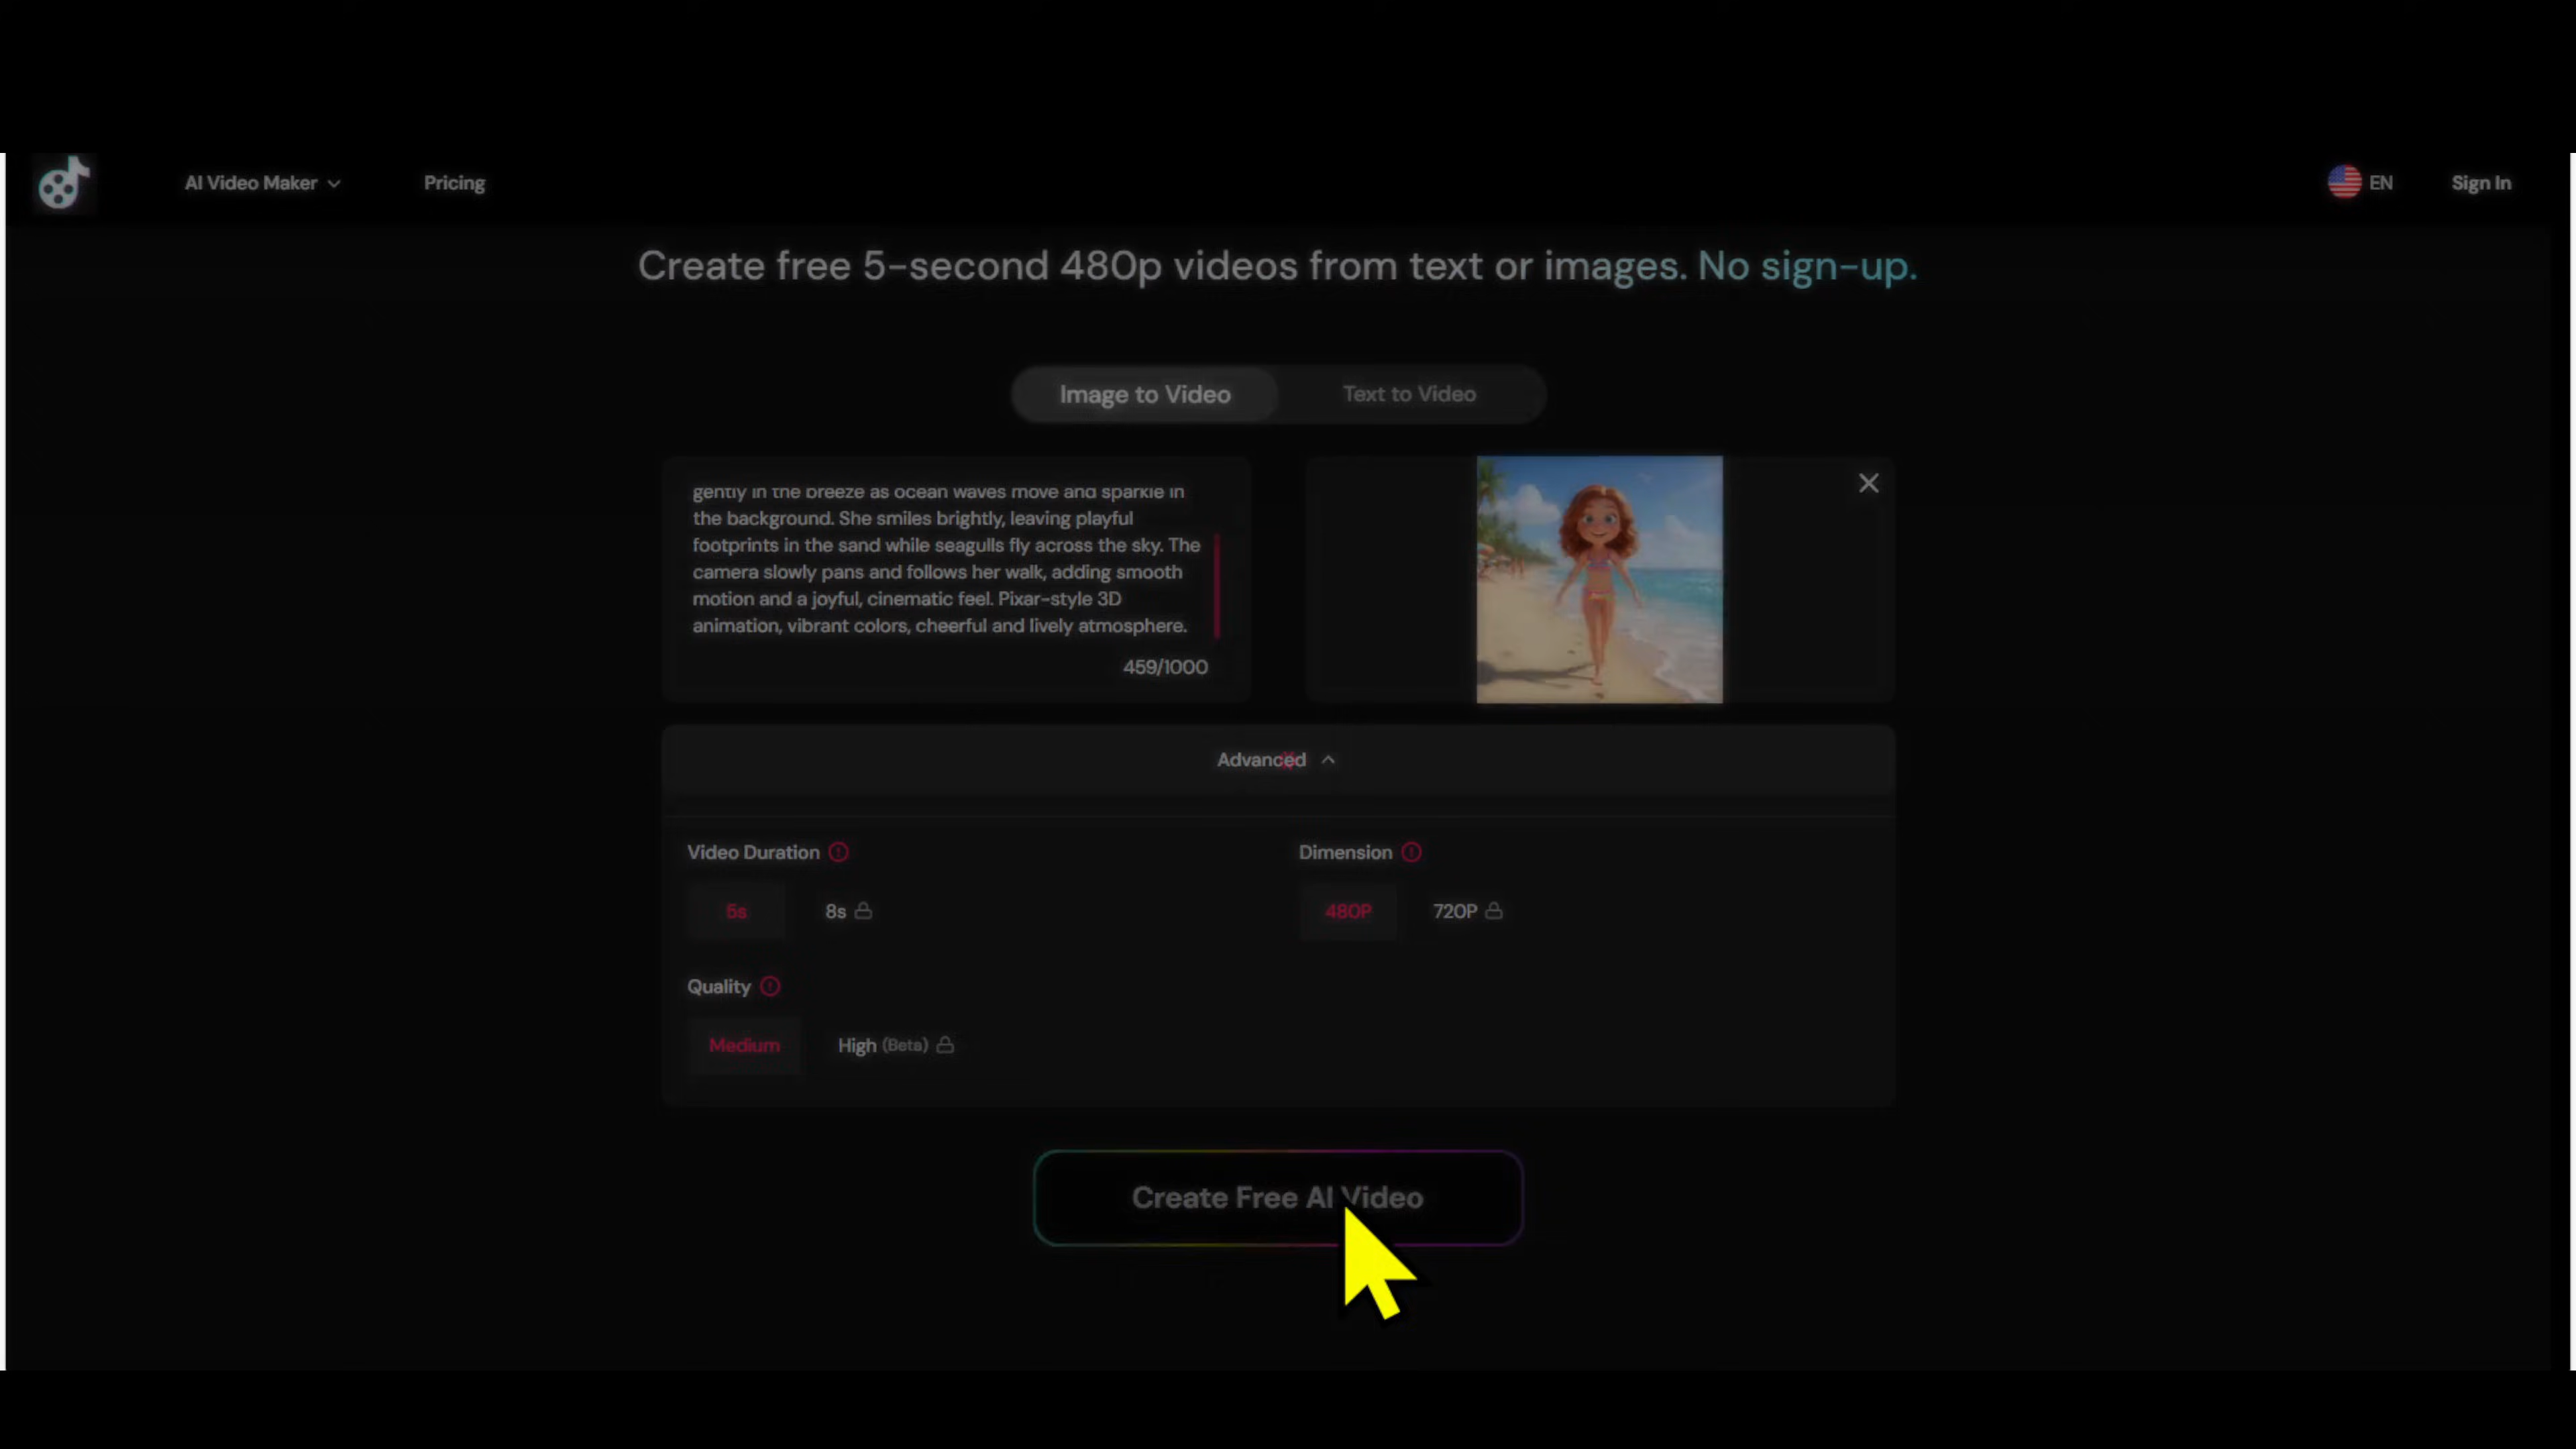 AI Video Maker
Pricing
EN
Sign In
Create free 5-second 480p videos from text or images. No sign-up.
Image to Video
Text to Video
gently in the breeze as ocean waves move and sparkle in
the background. She smiles brightly, leaving playful
footprints in the sand while seagulls fly across the sky. The
camera slowly pans and follows her walk, adding smooth
motion and a joyful, cinematic feel. Pixar-style 3D
animation, vibrant colors, cheerful and lively atmosphere.
459/1000
Advanced
Video Duration
Dimension
5s
8s
480P
720P
Quality
Medium
High (Beta)
Create Free AI Video